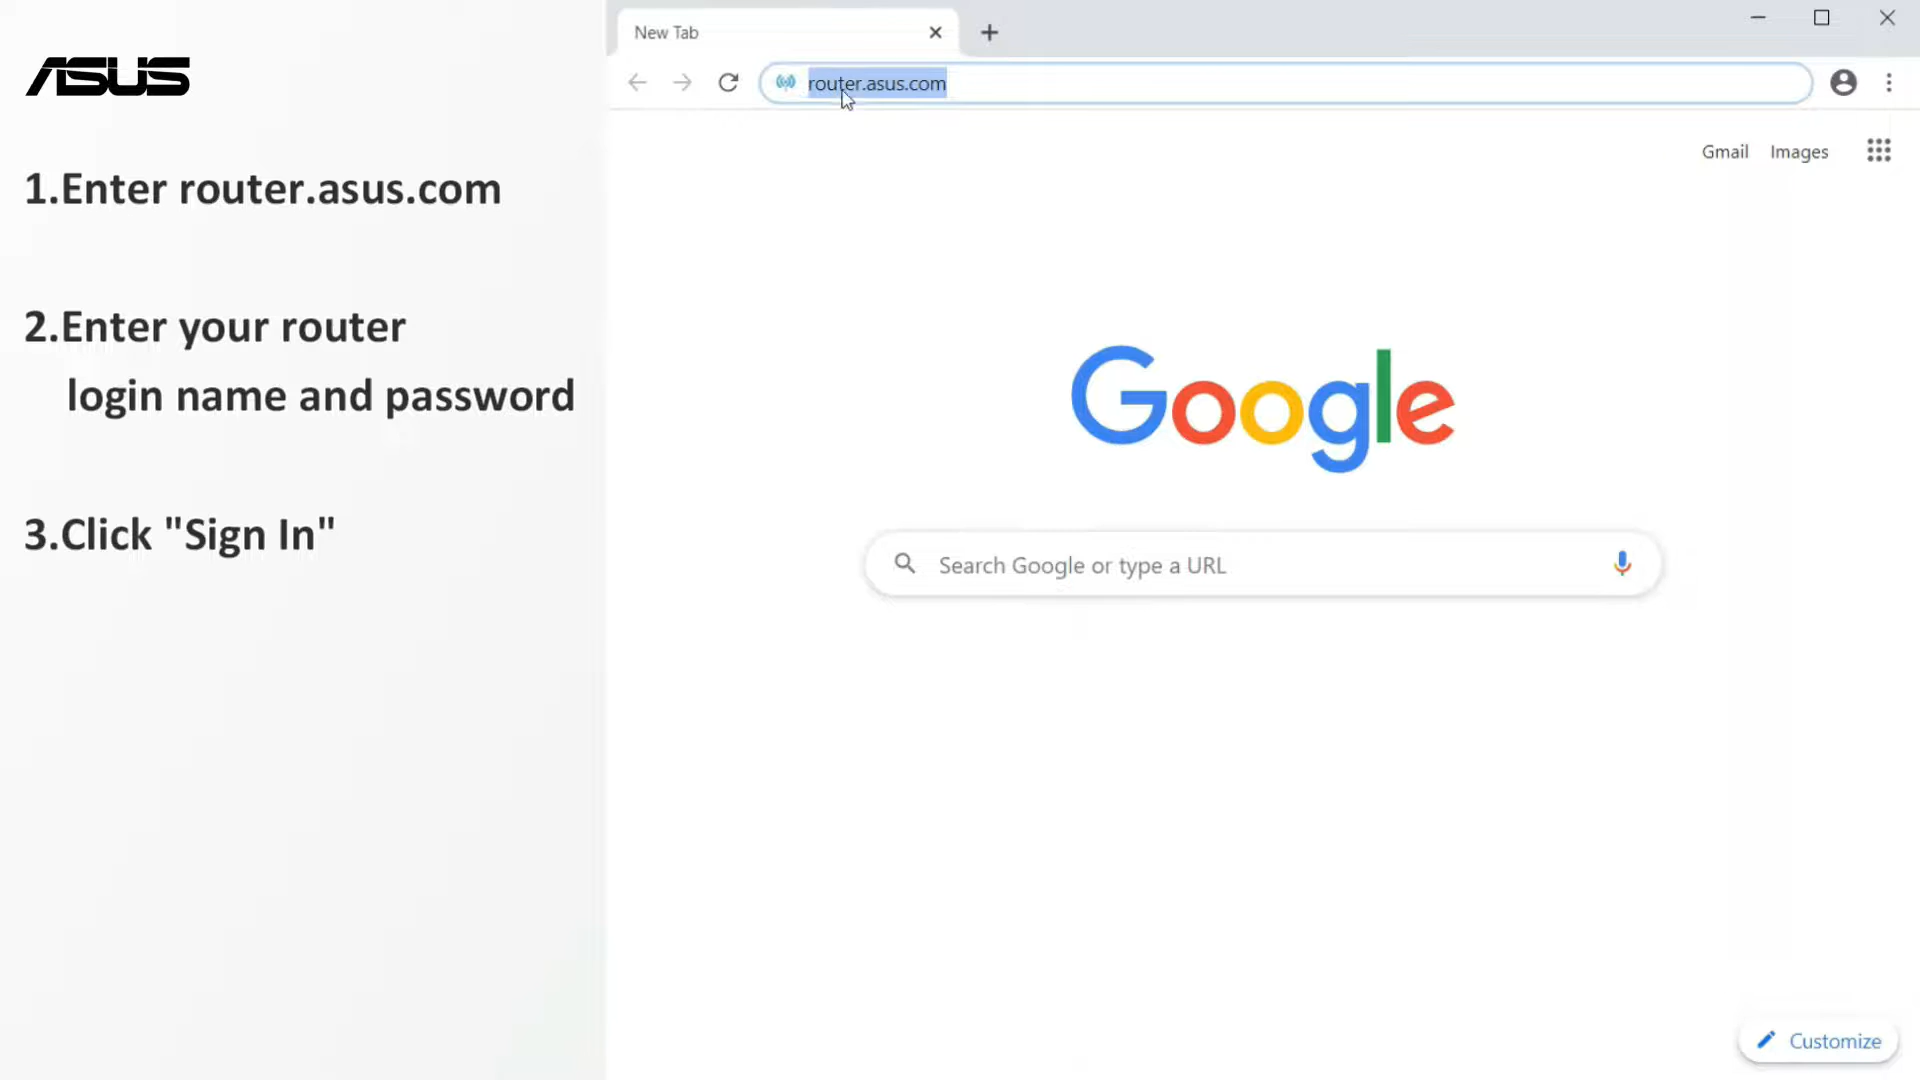 ASUS
1.Enter router.asus.com
2.Enter your router
login name and password
3.Click "Sign In"
New Tab
router.asus.com
Gmail Images
Google
Search Google or type a URL
Customize